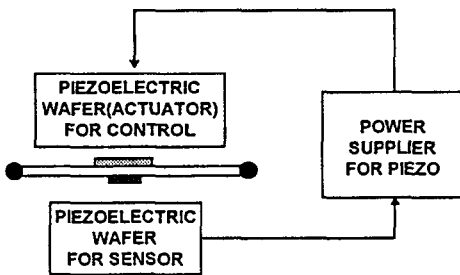 PIEZOELECTRIC
WAFER(ACTUATOR)
FOR CONTROL
POWER
SUPPLIER
FOR PIEZO
PIEZOELECTRIC
WAFER
FOR SENSOR